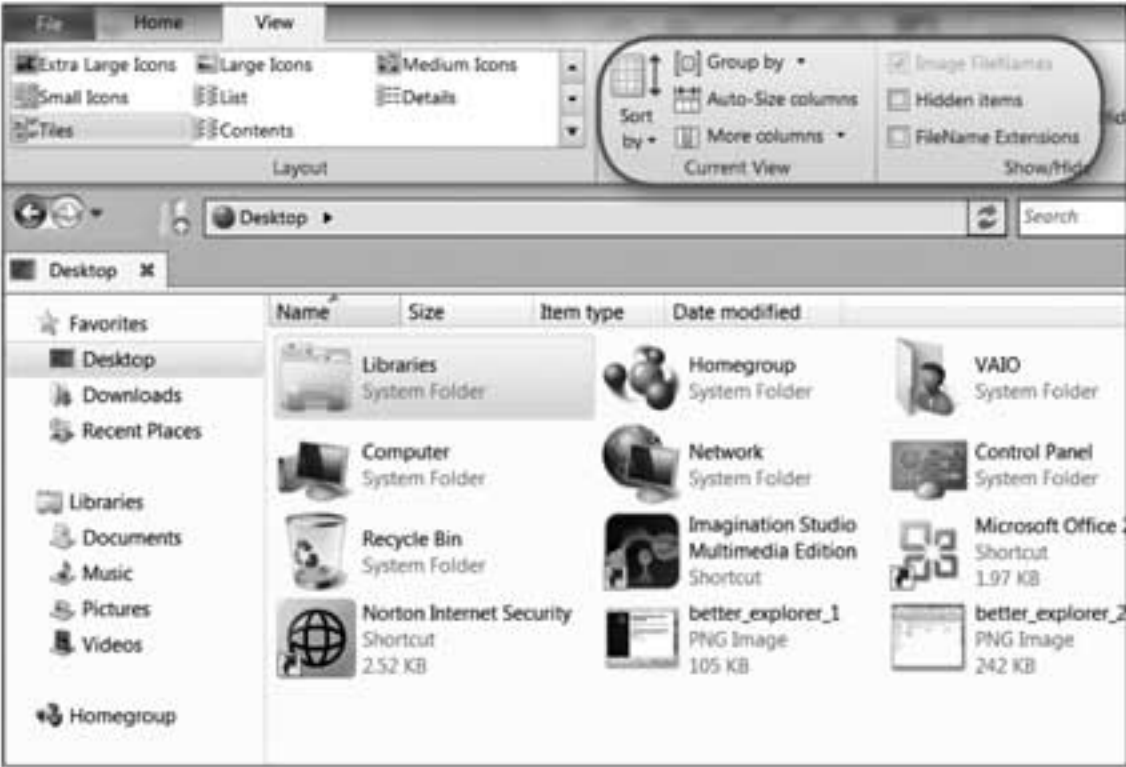 File Home View
Extra Large Icons Large Icons Medium Icons
Small Icons List Details
Tiles Contents
Layout
Sort by
Group by
Auto-Size columns
More columns
Current View
Image FileNames
Hidden items
FileName Extensions
Show/Hide
Desktop
Search
Desktop
Favorites
Desktop
Downloads
Recent Places
Libraries
Documents
Music
Pictures
Videos
Homegroup
Name Size Item type Date modified
Libraries
System Folder
Homegroup
System Folder
VAIO
System Folder
Computer
System Folder
Network
System Folder
Control Panel
System Folder
Recycle Bin
System Folder
Imagination Studio
Multimedia Edition
Shortcut
Microsoft Office
Shortcut
1.97 KB
Norton Internet Security
Shortcut
2.52 KB
better_explorer_1
PNG Image
105 KB
better_explorer_2
PNG Image
242 KB